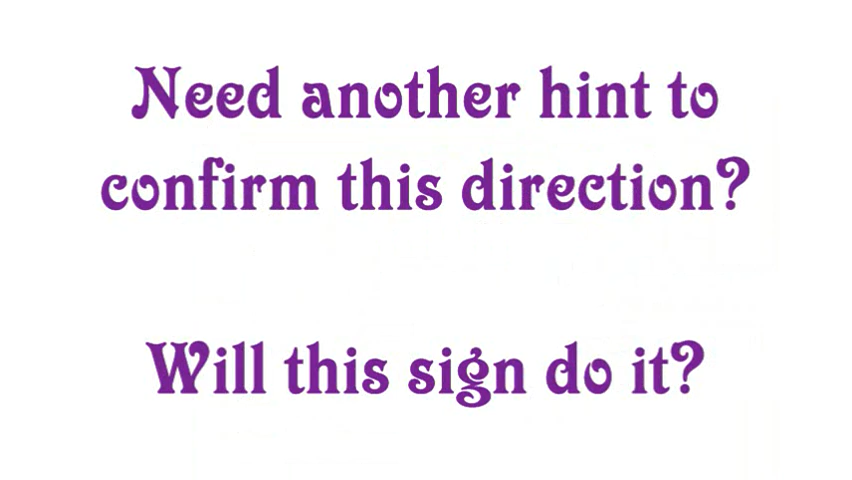 Need another hint to
confirm this direction?
Will this sign do it?